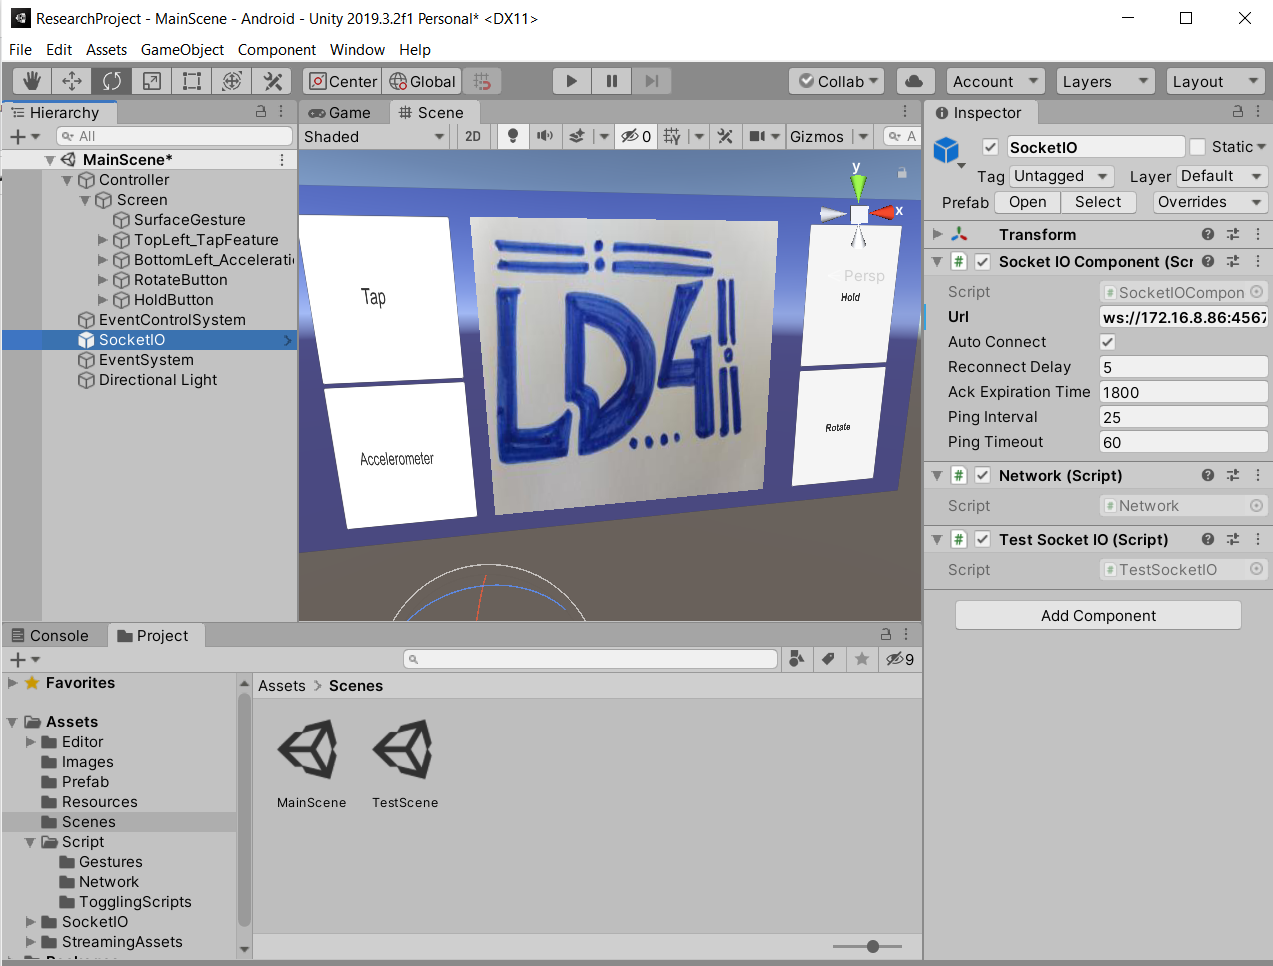 ResearchProject - MainScene - Android - Unity 2019.3.2f1 Personal* <DX11>
File Edit Assets GameObject Component Window Help
Center Global Collab Account Layers Layout
Hierarchy
All
MainScene*
Controller
Screen
SurfaceGesture
TopLeft_TapFeature
BottomLeft_Accelerati
RotateButton
HoldButton
EventControlSystem
SocketIO
EventSystem
Directional Light
Game Scene
Shaded 2D 0 Gizmos A
y
x
Persp
Tap
Hold
LD4
Accelerometer
Rotate
Inspector
SocketIO Static
Tag Untagged Layer Default
Prefab Open Select Overrides
Transform
Socket IO Component (Scr
Script SocketIOCompon
Url ws://172.16.8.86:4567
Auto Connect
Reconnect Delay 5
Ack Expiration Time 1800
Ping Interval 25
Ping Timeout 60
Network (Script)
Script Network
Test Socket IO (Script)
Script TestSocketIO
Add Component
Console Project
9
Favorites
Assets
Editor
Images
Prefab
Resources
Scenes
Script
Gestures
Network
TogglingScripts
SocketIO
StreamingAssets
Assets > Scenes
MainScene TestScene